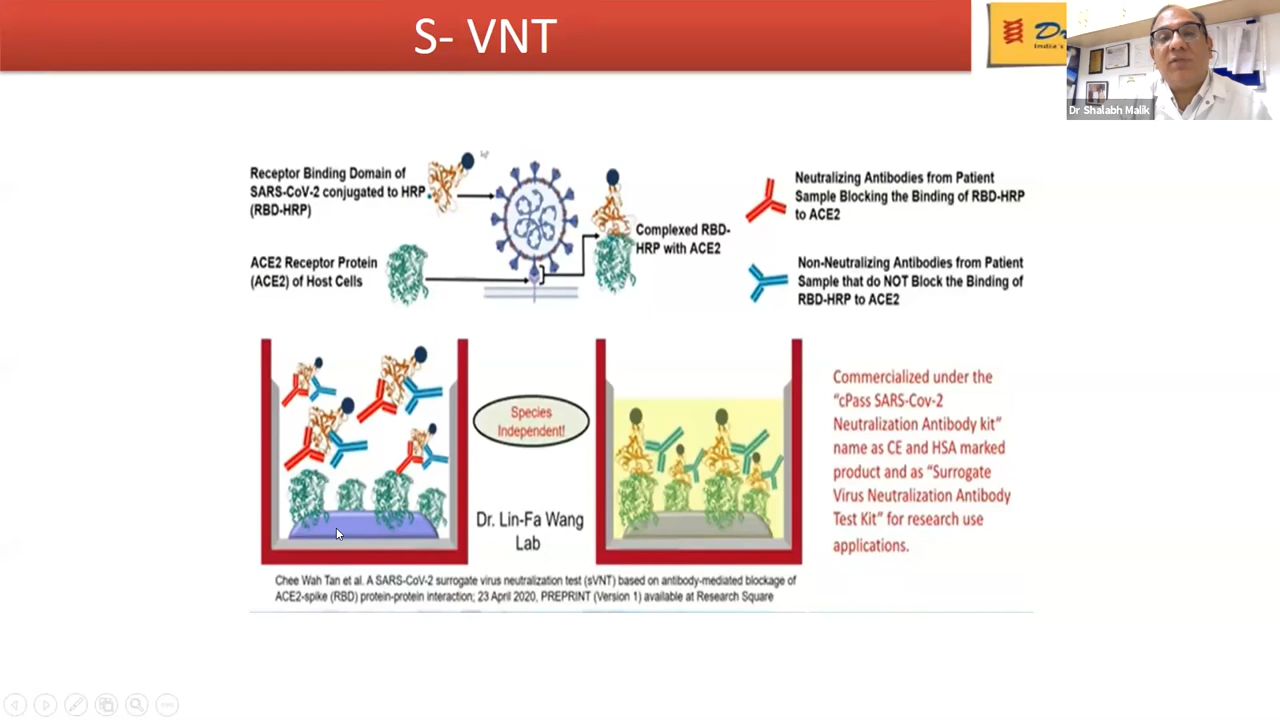 S- VNT
Dr
India's
Dr Shalabh Malik
Receptor Binding Domain of
SARS-CoV-2 conjugated to HRP
(RBD-HRP)
ACE2 Receptor Protein
(ACE2) of Host Cells
Complexed RBD-
HRP with ACE2
Neutralizing Antibodies from Patient
Sample Blocking the Binding of RBD-HRP
to ACE2
Non-Neutralizing Antibodies from Patient
Sample that do NOT Block the Binding of
RBD-HRP to ACE2
Species
Independent!
Dr. Lin-Fa Wang
Lab
Commercialized under the
“cPass SARS-Cov-2
Neutralization Antibody kit”
name as CE and HSA marked
product and as “Surrogate
Virus Neutralization Antibody
Test Kit” for research use
applications.
Chee Wah Tan et al. A SARS-CoV-2 surrogate virus neutralization test (sVNT) based on antibody-mediated blockage of
ACE2-spike (RBD) protein-protein interaction; 23 April 2020, PREPRINT (Version 1) available at Research Square